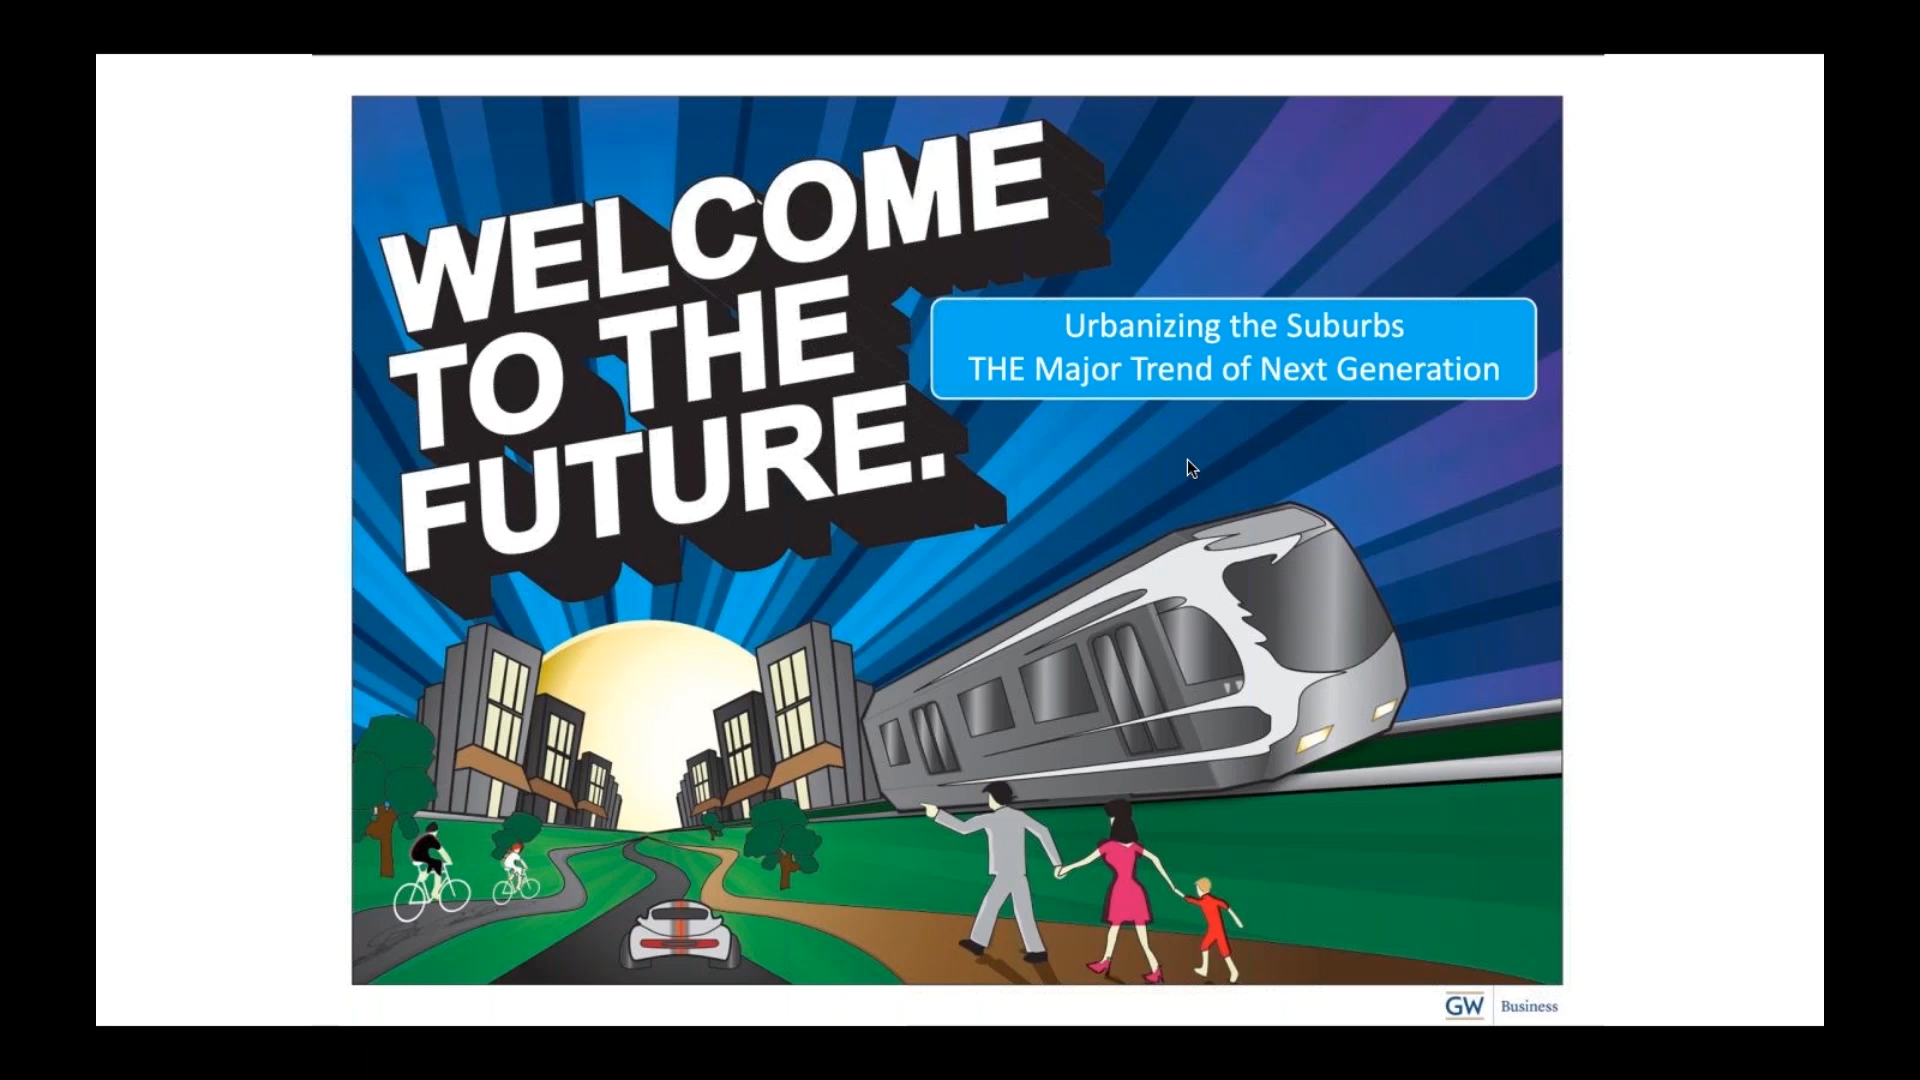 WELCOME
TO THE
FUTURE.
Urbanizing the Suburbs
THE Major Trend of Next Generation
GW Business